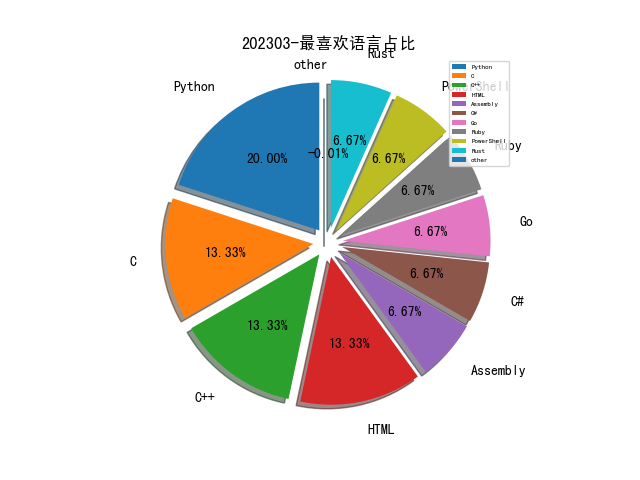 202303-最喜欢语言占比
Rust
other
Python
PowerShell
Ruby
Go
C#
Assembly
HTML
C++
C
20.00%
13.33%
13.33%
13.33%
6.67%
6.67%
6.67%
6.67%
6.67%
6.67%
-0.01%
Python
C
C++
HTML
Assembly
C#
Go
Ruby
PowerShell
Rust
other